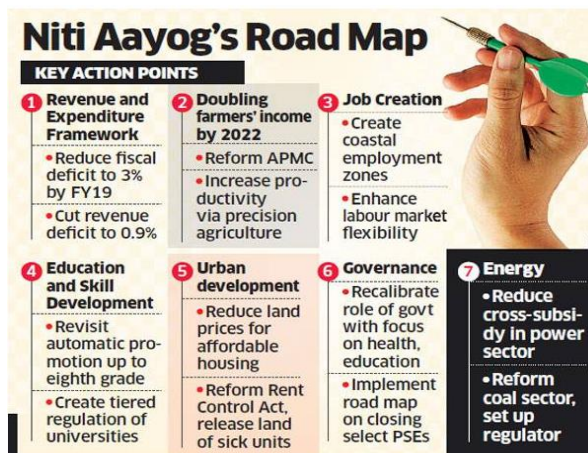 Niti Aayog's Road Map
KEY ACTION POINTS
1 Revenue and
Expenditure
Framework
• Reduce fiscal
deficit to 3%
by FY19
• Cut revenue
deficit to 0.9%
2 Doubling
farmers' income
by 2022
• Reform APMC
• Increase pro-
ductivity
via precision
agriculture
3 Job Creation
• Create
coastal
employment
zones
• Enhance
labour market
flexibility
4 Education
and Skill
Development
• Revisit
automatic pro-
motion up to
eighth grade
• Create tiered
regulation of
universities
5 Urban
development
• Reduce land
prices for
affordable
housing
• Reform Rent
Control Act,
release land
of sick units
6 Governance
• Recalibrate
role of govt
with focus
on health,
education
• Implement
road map
on closing
select PSEs
7 Energy
• Reduce
cross-subsi-
dy in power
sector
• Reform
coal sector,
set up
regulator